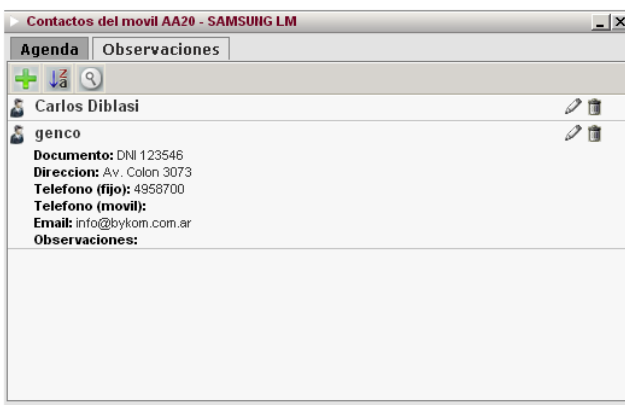 Contactos del movil AA20 - SAMSUNG LM
Agenda Observaciones
Carlos Diblasi
genco
Documento: DNI 123546
Direccion: Av. Colon 3073
Telefono (fijo): 4958700
Telefono (movil):
Email: info@bykom.com.ar
Observaciones: